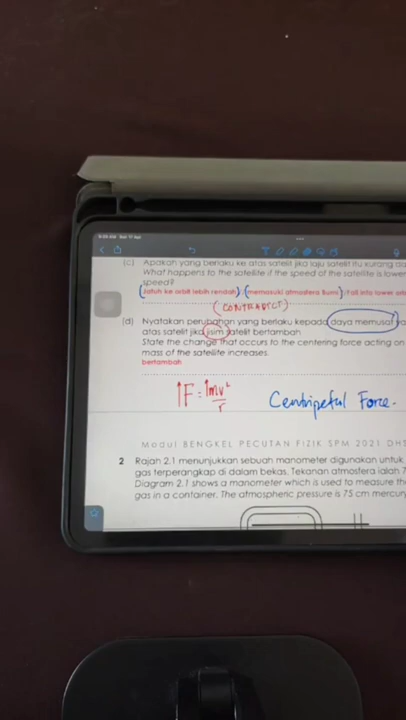 (c) Apakah yang berlaku ke atas satelit jika laju satelit itu kurang
What happens to the satellite if the speed of the satellite is lower
speed?
(Jatuh ke orbit lebih rendah) (memasuki atmosfera Bumi) / Fall into lower
(CONTRADICT)
(d) Nyatakan perubahan yang berlaku kepada daya memusat
atas satelit jika jisim satelit bertambah
State the change that occurs to the centering force acting on
mass of the satellite increases.
bertambah
↑F = ↑mv²/r
Centripetal Force.
MODUL BENGKEL PECUTAN FIZIK SPM 2021
2 Rajah 2.1 menunjukkan sebuah manometer digunakan untuk
gas terperangkap di dalam bekas. Tekanan atmosfera ialah
Diagram 2.1 shows a manometer which is used to measure
gas in a container. The atmospheric pressure is 75 cm